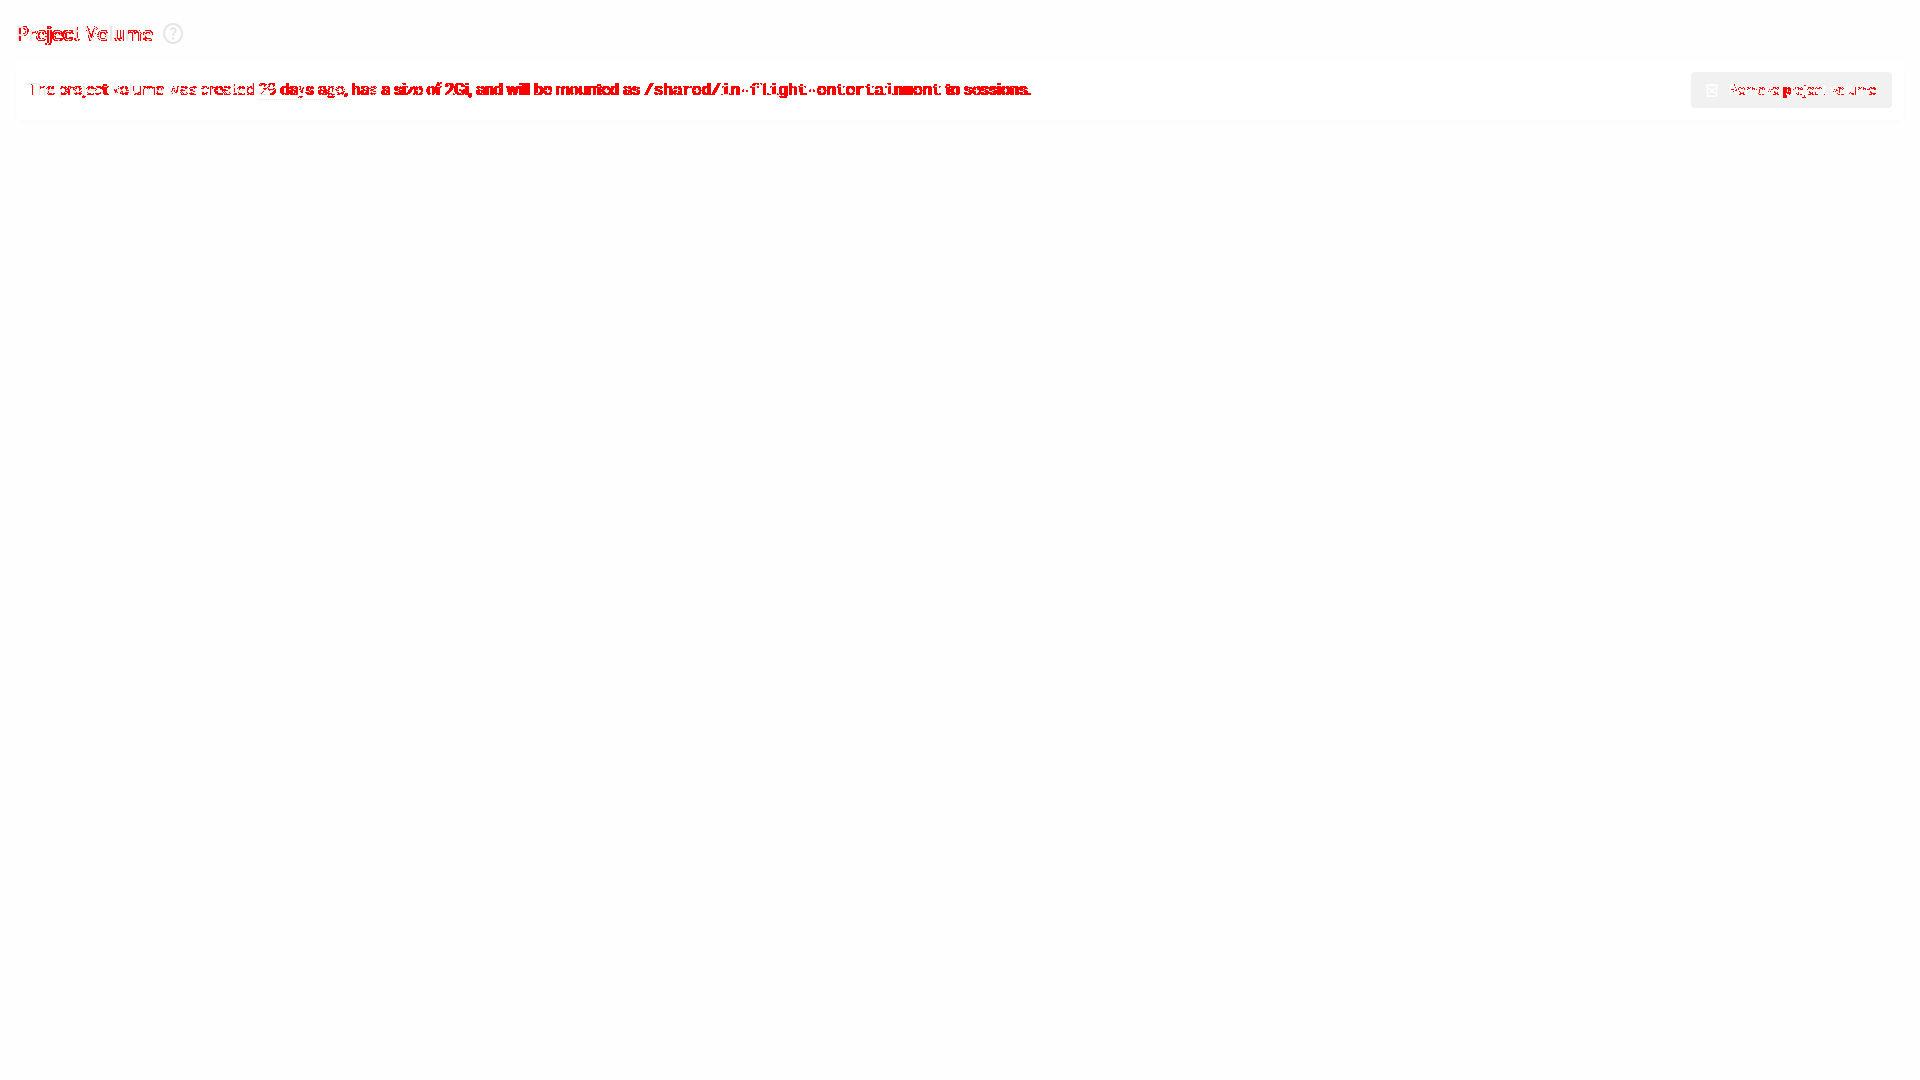 Project Volume ?
The project volume was created 29 days ago, has a size of 2Gi, and will be mounted as /shared/in-flight-entertainment to sessions.
Remove project volume